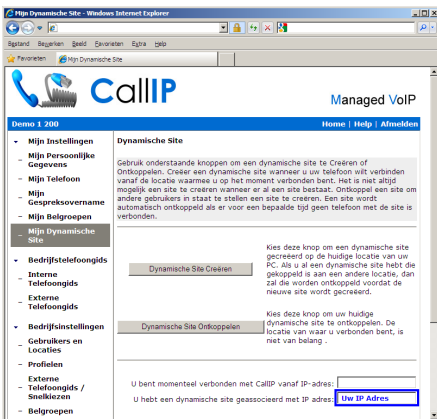 Mijn Dynamische Site - Windows Internet Explorer
Bestand Bewerken Beeld Favorieten Extra Help
Favorieten Mijn Dynamische Site
CallIP
Managed VoIP
Demo 1 200
Home | Help | Afmelden
Mijn Instellingen
Mijn Persoonlijke
Gegevens
Mijn Telefoon
Mijn
Gespreksovername
Mijn Belgroepen
Mijn Dynamische
Site
Bedrijfstelefoongids
Interne
Telefoongids
Externe
Telefoongids
Bedrijfsinstellingen
Gebruikers en
Locaties
Profielen
Externe
Telefoongids /
Snelkiezen
Belgroepen
Dynamische Site
Gebruik onderstaande knoppen om een dynamische site te Creëren of
Ontkoppelen. Creëer een dynamische site wanneer u uw telefoon wilt verbinden
vanaf de locatie waarmee u op het moment verbonden bent. Het is niet altijd
mogelijk een site te creëren wanneer er al een site bestaat. Ontkoppel een site om
andere gebruikers in staat te stellen een site te creëren. Een site wordt
automatisch ontkoppeld als er voor een bepaalde tijd geen telefoon met de site is
verbonden.
Dynamische Site Creëren
Kies deze knop om een dynamische site
gecreëerd op de huidige locatie van uw
PC. Als u al een dynamische site hebt die
gekoppeld is aan een andere locatie, dan
zal die worden ontkoppeld voordat de
nieuwe site wordt gecreëerd.
Dynamische Site Ontkoppelen
Kies deze knop om uw huidige
dynamische site te ontkoppelen. De
locatie van waar u verbonden bent, is
niet van belang .
U bent momenteel verbonden met CallIP vanaf IP-adres:
U hebt een dynamische site geassocieerd met IP-adres: Uw IP Adres